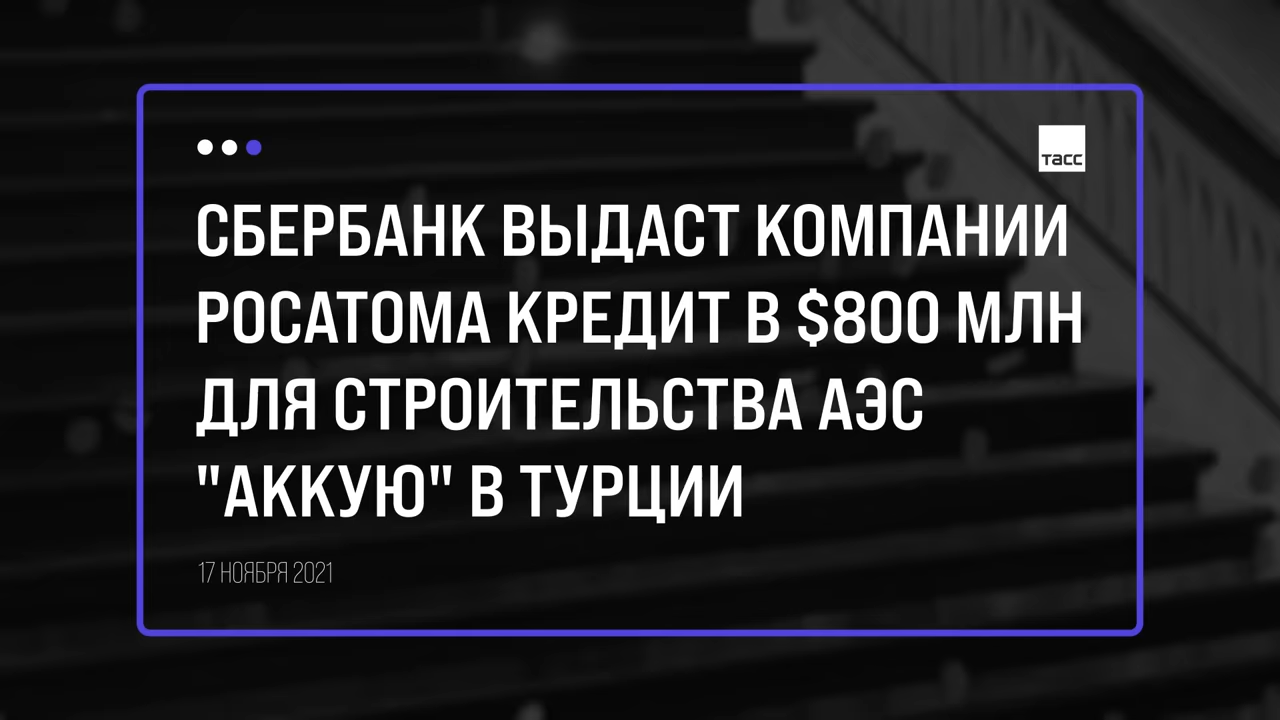 тасс
СБЕРБАНК ВЫДАСТ КОМПАНИИ
РОСАТОМА КРЕДИТ В $800 МЛН
ДЛЯ СТРОИТЕЛЬСТВА АЭС
"АККУЮ" В ТУРЦИИ
17 НОЯБРЯ 2021